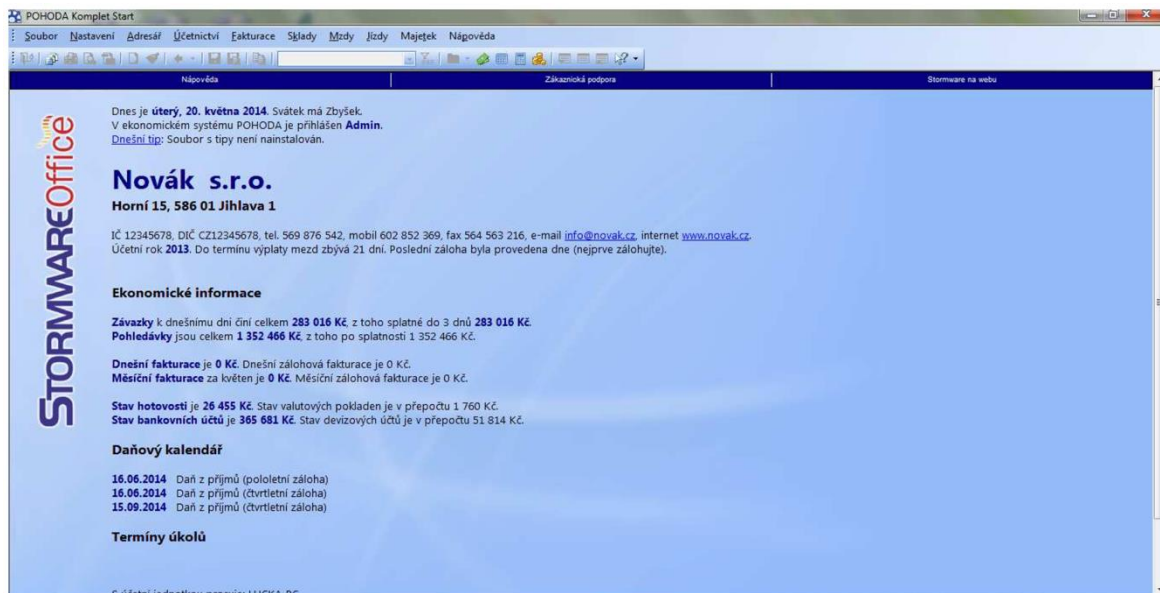 POHODA Komplet Start
Soubor Nastavení Adresář Účetnictví Fakturace Sklady Mzdy Jízdy Majetek Nápověda
Nápověda Zákaznická podpora Stormware na webu
STORMWARE Office
Dnes je úterý, 20. května 2014. Svátek má Zbyšek.
V ekonomickém systému POHODA je přihlášen Admin.
Dnešní tip: Soubor s tipy není nainstalován.
Novák s.r.o.
Horní 15, 586 01 Jihlava 1
IČ 12345678, DIČ CZ12345678, tel. 569 876 542, mobil 602 852 369, fax 564 563 216, e-mail info@novak.cz, internet www.novak.cz.
Účetní rok 2013. Do termínu výplaty mezd zbývá 21 dní. Poslední záloha byla provedena dne (nejprve zálohujte).
Ekonomické informace
Závazky k dnešnímu dni činí celkem 283 016 Kč, z toho splatné do 3 dnů 283 016 Kč.
Pohledávky jsou celkem 1 352 466 Kč, z toho po splatnosti 1 352 466 Kč.
Dnešní fakturace je 0 Kč. Dnešní zálohová fakturace je 0 Kč.
Měsíční fakturace za květen je 0 Kč. Měsíční zálohová fakturace je 0 Kč.
Stav hotovosti je 26 455 Kč. Stav valutových pokladen je v přepočtu 1 760 Kč.
Stav bankovních účtů je 365 681 Kč. Stav devizových účtů je v přepočtu 51 814 Kč.
Daňový kalendář
16.06.2014 Daň z příjmů (pololetní záloha)
16.06.2014 Daň z příjmů (čtvrtletní záloha)
15.09.2014 Daň z příjmů (čtvrtletní záloha)
Termíny úkolů